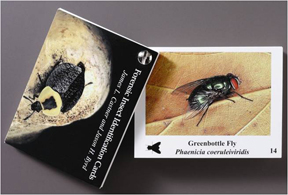 Forensic Insect Identification Cards
James L. Castner and Jason H. Byrd
Greenbottle Fly
Phaenicia coeruleiviridis
14